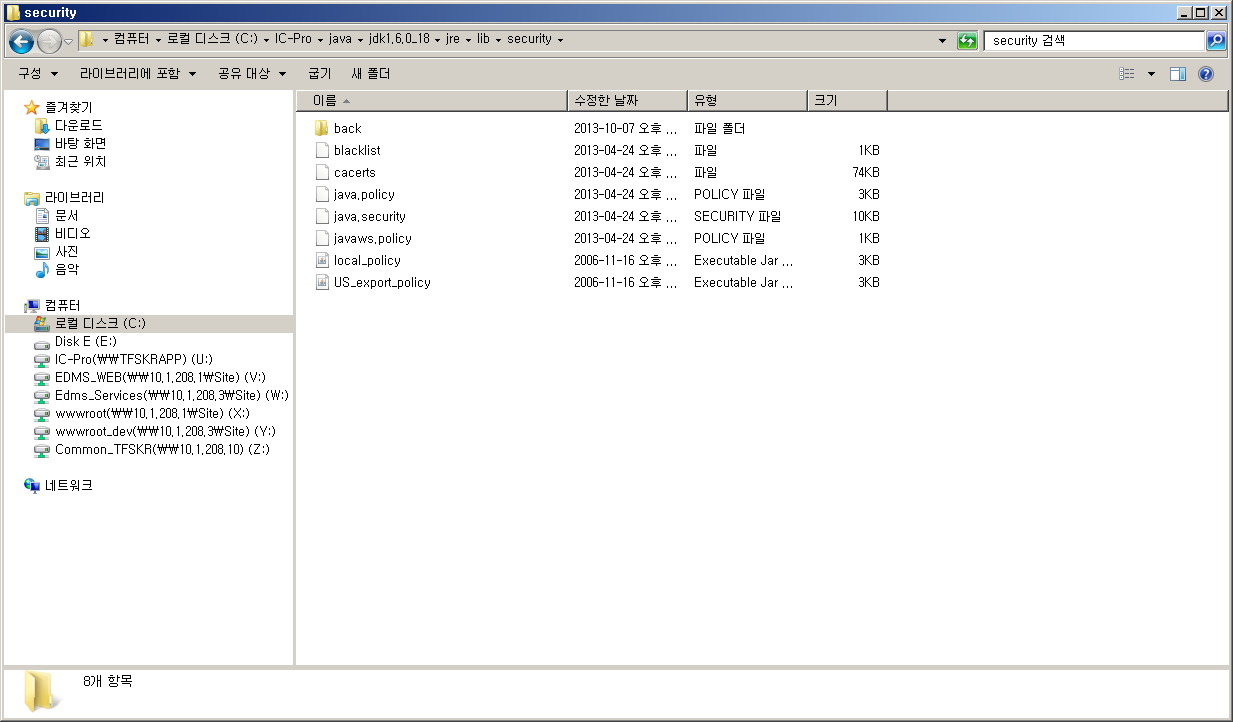 security
컴퓨터 로컬 디스크 (C:) IC-Pro java jdk1.6.0_18 jre lib security
security 검색
구성 라이브러리에 포함 공유 대상 굽기 새 폴더
즐겨찾기
다운로드
바탕 화면
최근 위치
라이브러리
문서
비디오
사진
음악
컴퓨터
로컬 디스크 (C:)
Disk E (E:)
IC-Pro(₩₩TFSKRAPP) (U:)
EDMS_WEB(₩₩10.1.208.1₩Site) (V:)
Edms_Services(₩₩10.1.208.3₩Site) (W:)
wwwroot(₩₩10.1.208.1₩Site) (X:)
wwwroot_dev(₩₩10.1.208.3₩Site) (Y:)
Common_TFSKR(₩₩10.1.208.10) (Z:)
네트워크
이름 수정한 날짜 유형 크기
back 2013-10-07 오후 ... 파일 폴더
blacklist 2013-04-24 오후 ... 파일 1KB
cacerts 2013-04-24 오후 ... 파일 74KB
java.policy 2013-04-24 오후 ... POLICY 파일 3KB
java.security 2013-04-24 오후 ... SECURITY 파일 10KB
javaws.policy 2013-04-24 오후 ... POLICY 파일 1KB
local_policy 2006-11-16 오후 ... Executable Jar ... 3KB
US_export_policy 2006-11-16 오후 ... Executable Jar ... 3KB
8개 항목